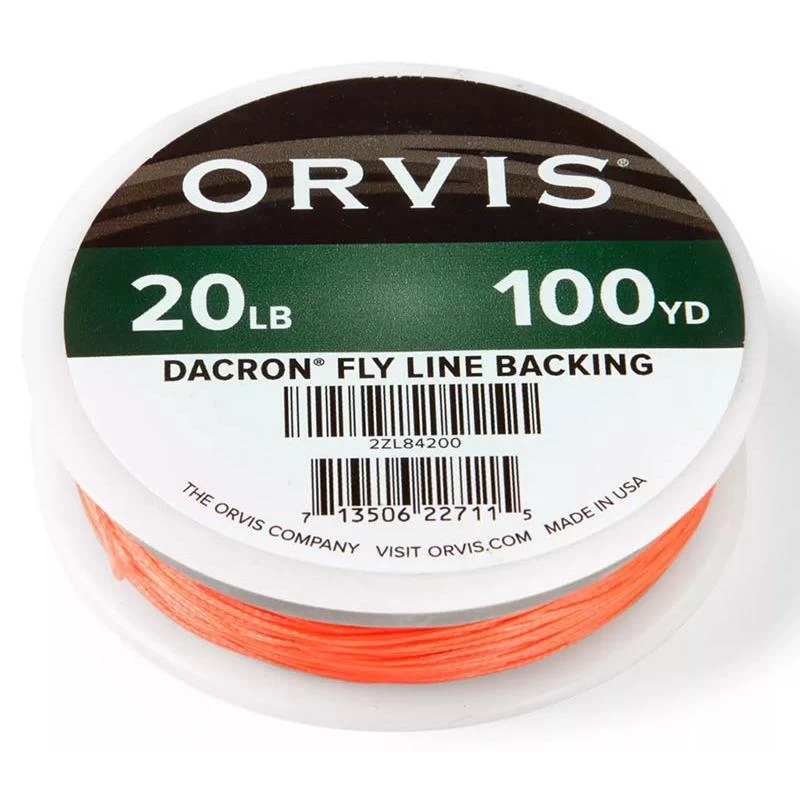 ORVIS®
20LB 100YD
DACRON® FLY LINE BACKING
2ZL84200
7 13506 22711 5
THE ORVIS COMPANY VISIT ORVIS.COM MADE IN USA